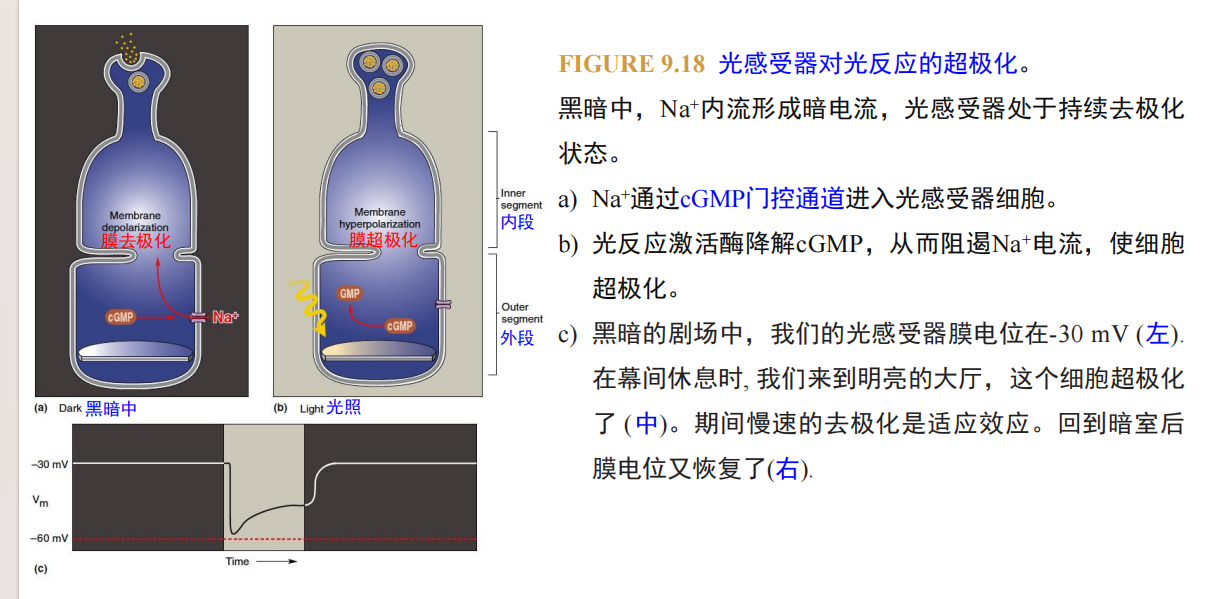 Membrane
depolarization
膜去极化
cGMP
Na⁺
Membrane
hyperpolarization
膜超极化
GMP
cGMP
Inner
segment
内段
Outer
segment
外段
(a) Dark 黑暗中
(b) Light 光照
–30 mV
Vm
–60 mV
Time
(c)
FIGURE 9.18 光感受器对光反应的超极化。
黑暗中，Na⁺内流形成暗电流，光感受器处于持续去极化
状态。
a) Na⁺通过cGMP门控通道进入光感受器细胞。
b) 光反应激活酶降解cGMP，从而阻遏Na⁺电流，使细胞
超极化。
c) 黑暗的剧场中，我们的光感受器膜电位在-30 mV (左).
在幕间休息时, 我们来到明亮的大厅，这个细胞超极化
了 (中)。期间慢速的去极化是适应效应。回到暗室后
膜电位又恢复了(右).